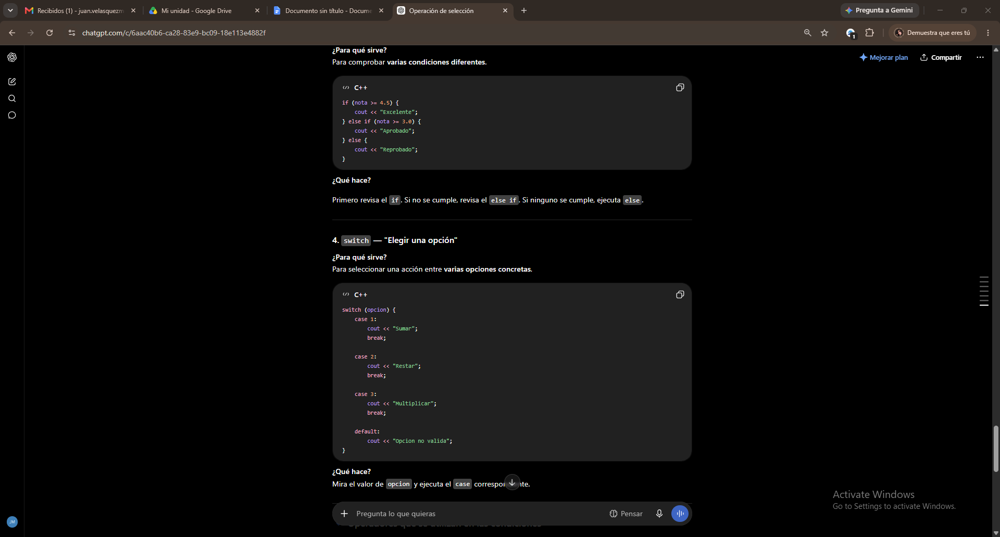 Recibidos (1) - juan.velasquezm
Mi unidad - Google Drive
Documento sin título - Docume
Operación de selección
Pregunta a Gemini
chatgpt.com/c/6aac40b6-ca28-83e9-bc09-18e113e4882f
1
Demuestra que eres tú
Mejorar plan
Compartir
¿Para qué sirve?
Para comprobar varias condiciones diferentes.
C++
if (nota >= 4.5) {
    cout << "Excelente";
} else if (nota >= 3.0) {
    cout << "Aprobado";
} else {
    cout << "Reprobado";
}
¿Qué hace?
Primero revisa el if. Si no se cumple, revisa el else if. Si ninguno se cumple, ejecuta else.
4. switch — "Elegir una opción"
¿Para qué sirve?
Para seleccionar una acción entre varias opciones concretas.
C++
switch (opcion) {
    case 1:
        cout << "Sumar";
        break;
    case 2:
        cout << "Restar";
        break;
    case 3:
        cout << "Multiplicar";
        break;
    default:
        cout << "Opcion no valida";
}
¿Qué hace?
Mira el valor de opcion y ejecuta el case correspon nte.
Pregunta lo que quieras
Pensar
JM
Activate Windows
Go to Settings to activate Windows.